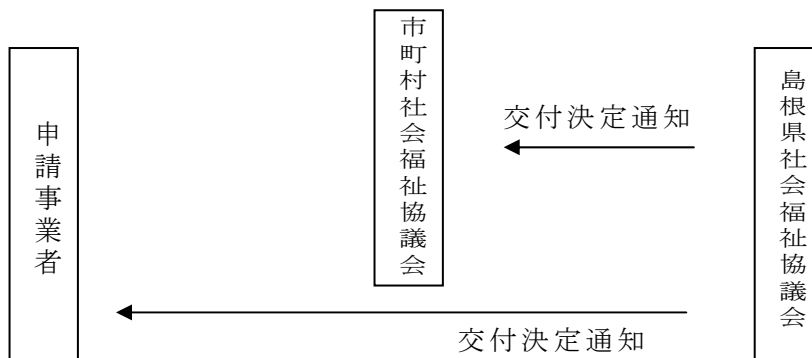 申請事業者
市町村社会福祉協議会
交付決定通知
島根県社会福祉協議会
交付決定通知